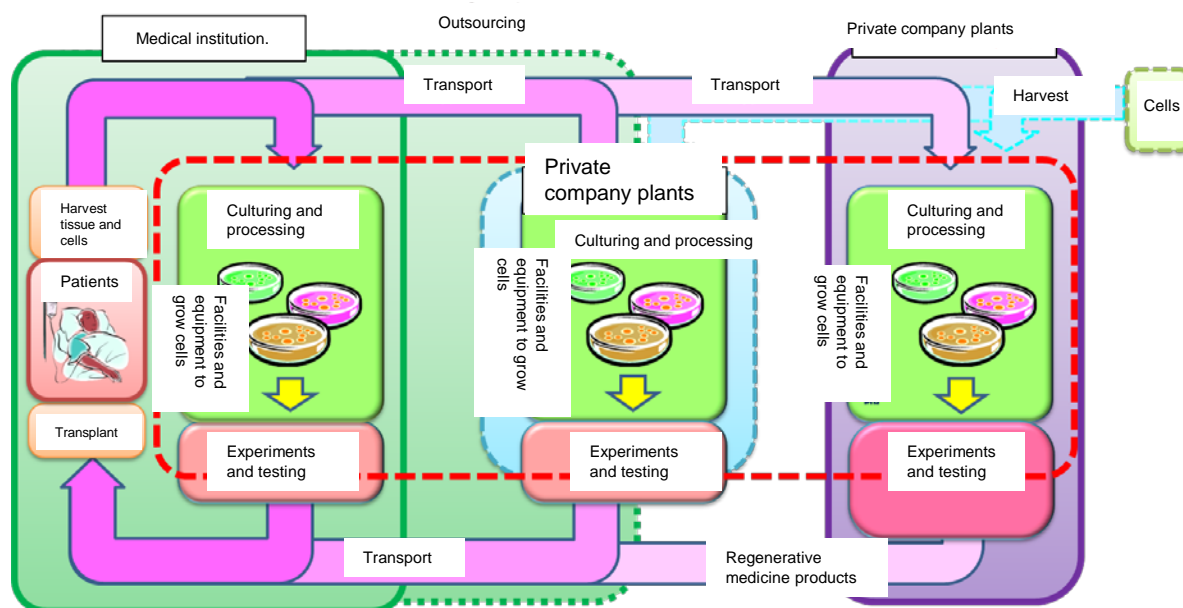 Outsourcing
Medical institution.
Private company plants
Transport
Transport
Harvest
Cells
Private
company plants
Harvest
tissue and
cells
Patients
Transplant
Culturing and
processing
Facilities and
equipment to
grow cells
Experiments
and testing
Culturing and processing
Facilities and
equipment to grow
cells
Experiments
and testing
Culturing and
processing
Facilities and
equipment to
grow cells
Experiments
and testing
Transport
Regenerative
medicine products